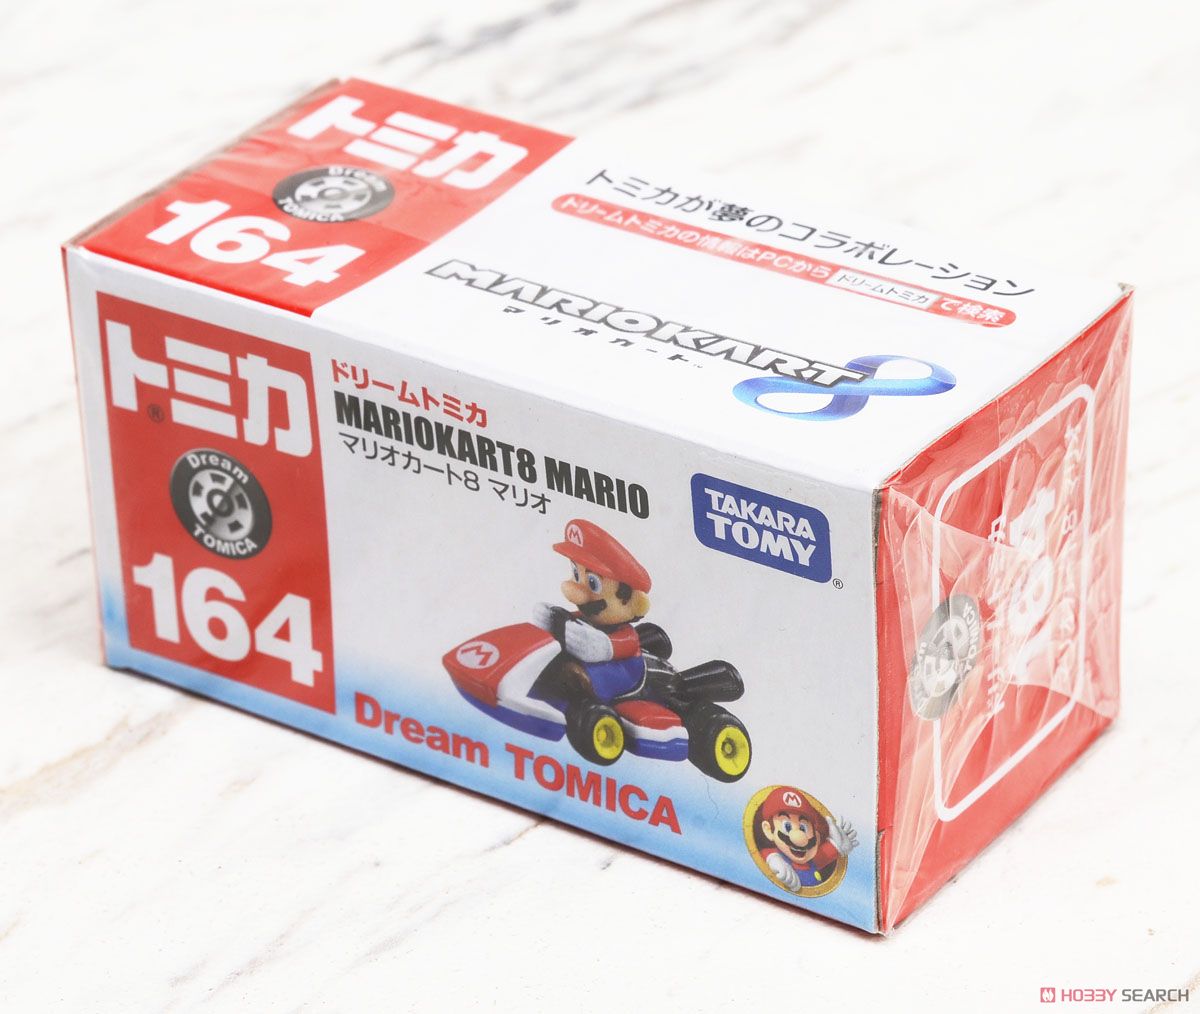 トミカ
Dream
TOMICA
164
トミカが夢のコラボレーション
ドリームトミカの情報はPCから ドリームトミカ で検索
MARIOKART 8
マリオカート
トミカ
®
Dream
TOMICA
164
ドリームトミカ
MARIOKART8 MARIO
マリオカート8 マリオ
TAKARA
TOMY
®
M
M
Dream TOMICA
M
164
HOBBY SEARCH